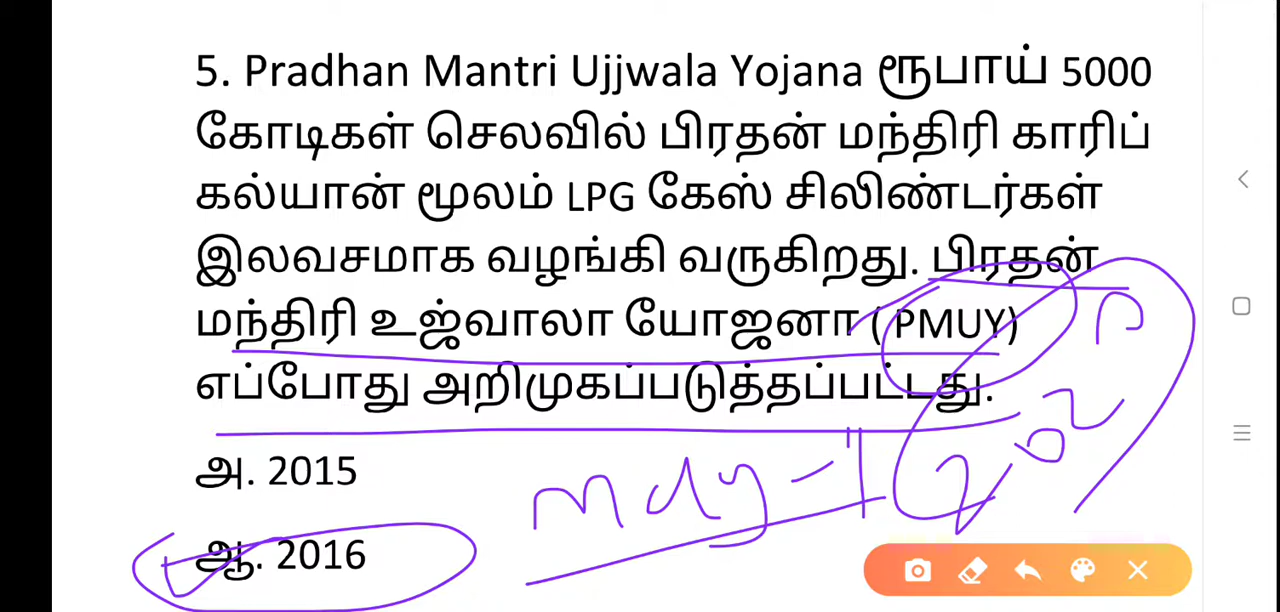 5. Pradhan Mantri Ujjwala Yojana ரூபாய் 5000
கோடிகள் செலவில் பிரதன் மந்திரி காரிப்
கல்யான் மூலம் LPG கேஸ் சிலிண்டர்கள்
இலவசமாக வழங்கி வருகிறது. பிரதன்
மந்திரி உஜ்வாலா யோஜனா ( PMUY)
எப்போது அறிமுகப்படுத்தப்பட்டது.
அ. 2015
May - 1
ஆ. 2016